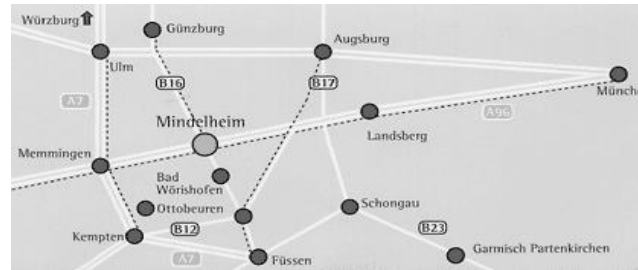 Würzburg
Günzburg
Augsburg
Ulm
B16
B17
Münche
A7
Mindelheim
A96
Landsberg
Memmingen
Bad
Wörishofen
Ottobeuren
Schongau
B12
B23
Kempten
A7
Füssen
Garmisch Partenkirchen